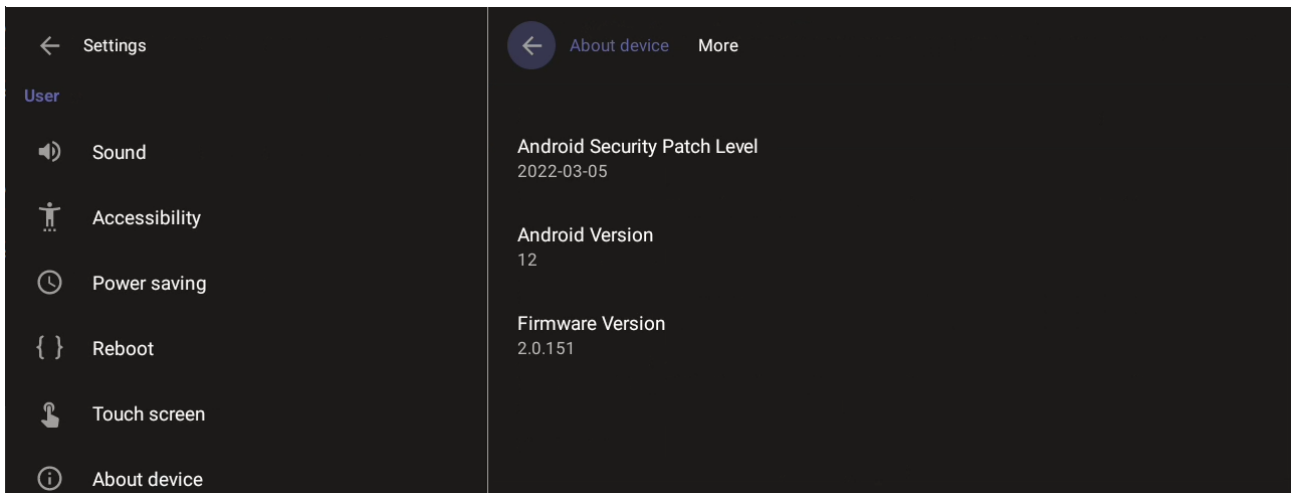 Settings
User
Sound
Accessibility
Power saving
Reboot
Touch screen
About device
About device More
Android Security Patch Level
2022-03-05
Android Version
12
Firmware Version
2.0.151